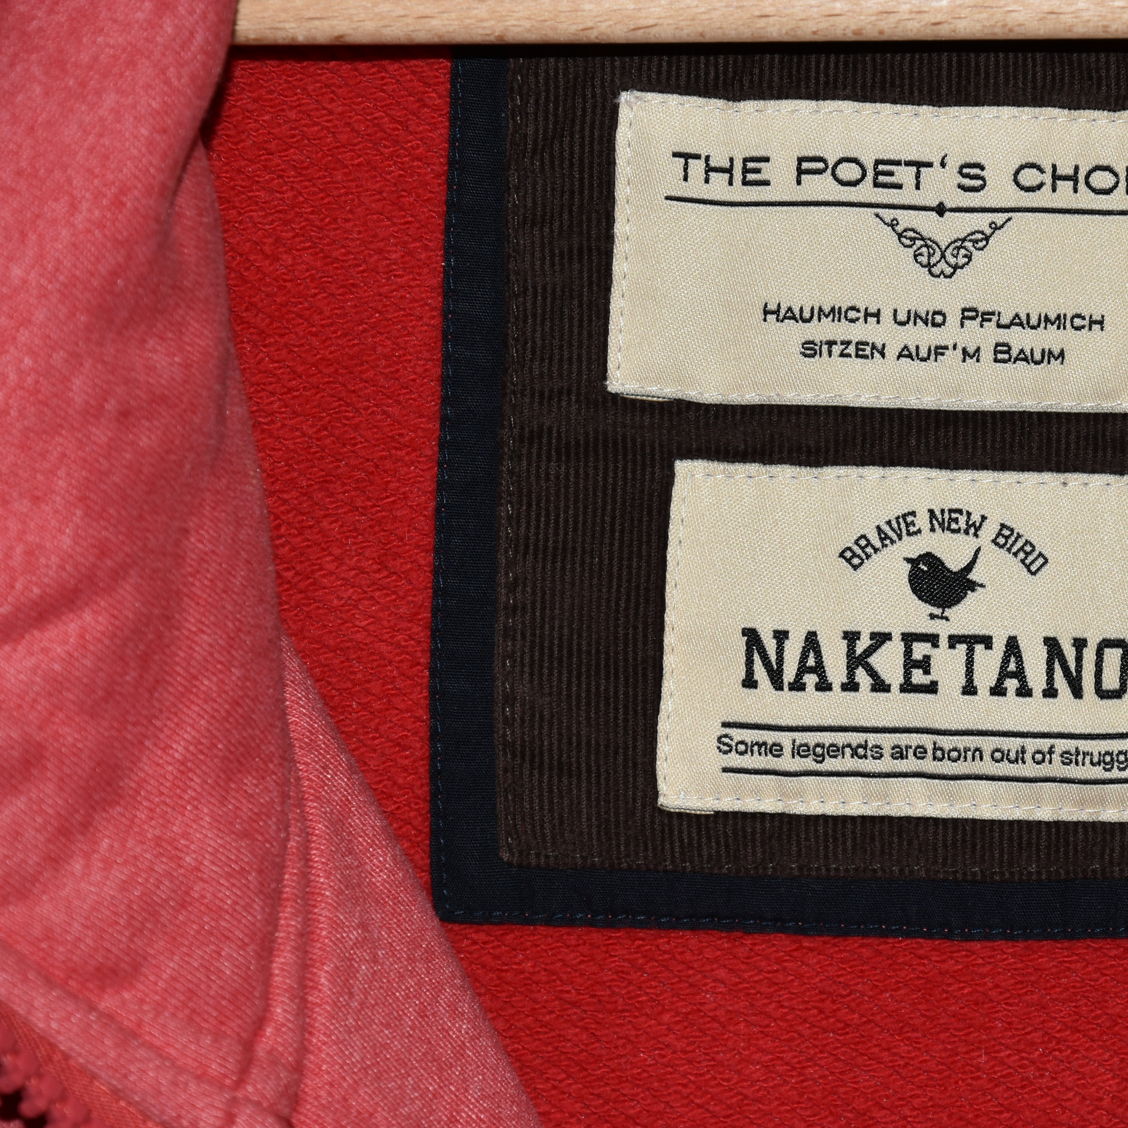 THE POET‘S CHOI
HAUMICH UND PFLAUMICH
SITZEN AUF'M BAUM
BRAVE NEW BIRD
NAKETANO
Some legends are born out of strugg